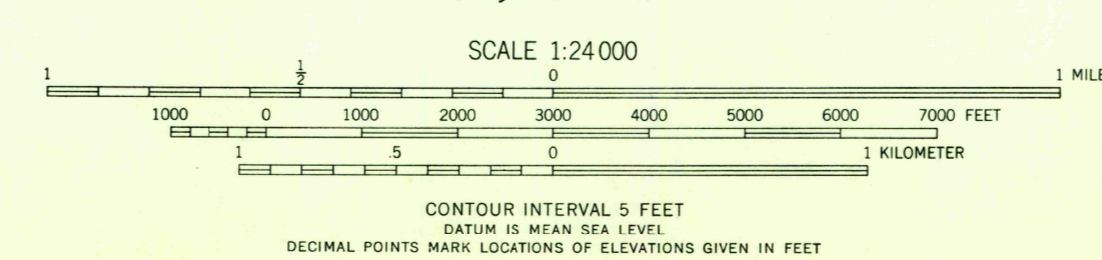 SCALE 1:24 000
1 ½ 0 1 MILE
1000 0 1000 2000 3000 4000 5000 6000 7000 FEET
1 .5 0 1 KILOMETER
CONTOUR INTERVAL 5 FEET
DATUM IS MEAN SEA LEVEL
DECIMAL POINTS MARK LOCATIONS OF ELEVATIONS GIVEN IN FEET